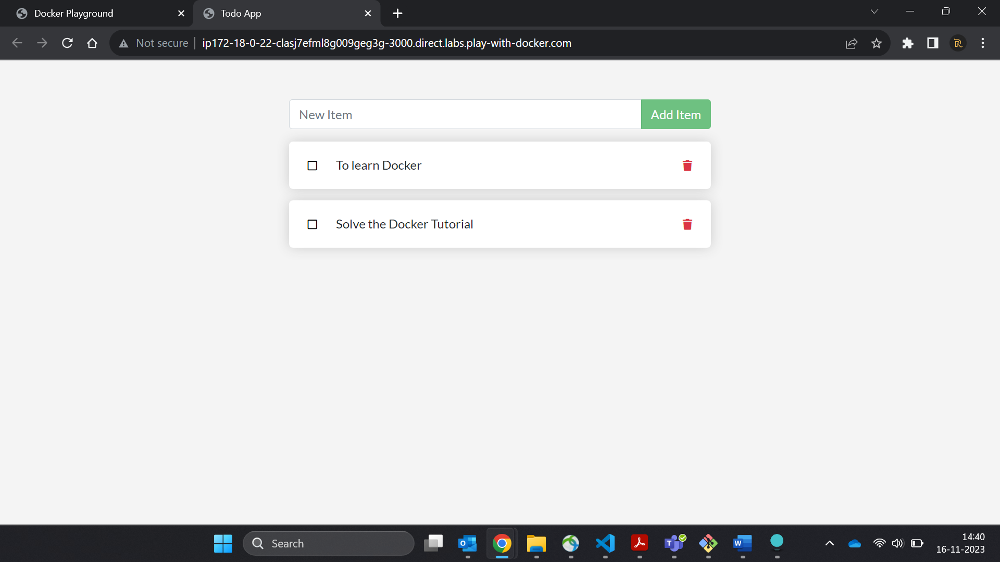 Docker Playground
Todo App
Not secure
ip172-18-0-22-clasj7efml8g009geg3g-3000.direct.labs.play-with-docker.com
New Item
Add Item
To learn Docker
Solve the Docker Tutorial
Search
14:40
16-11-2023